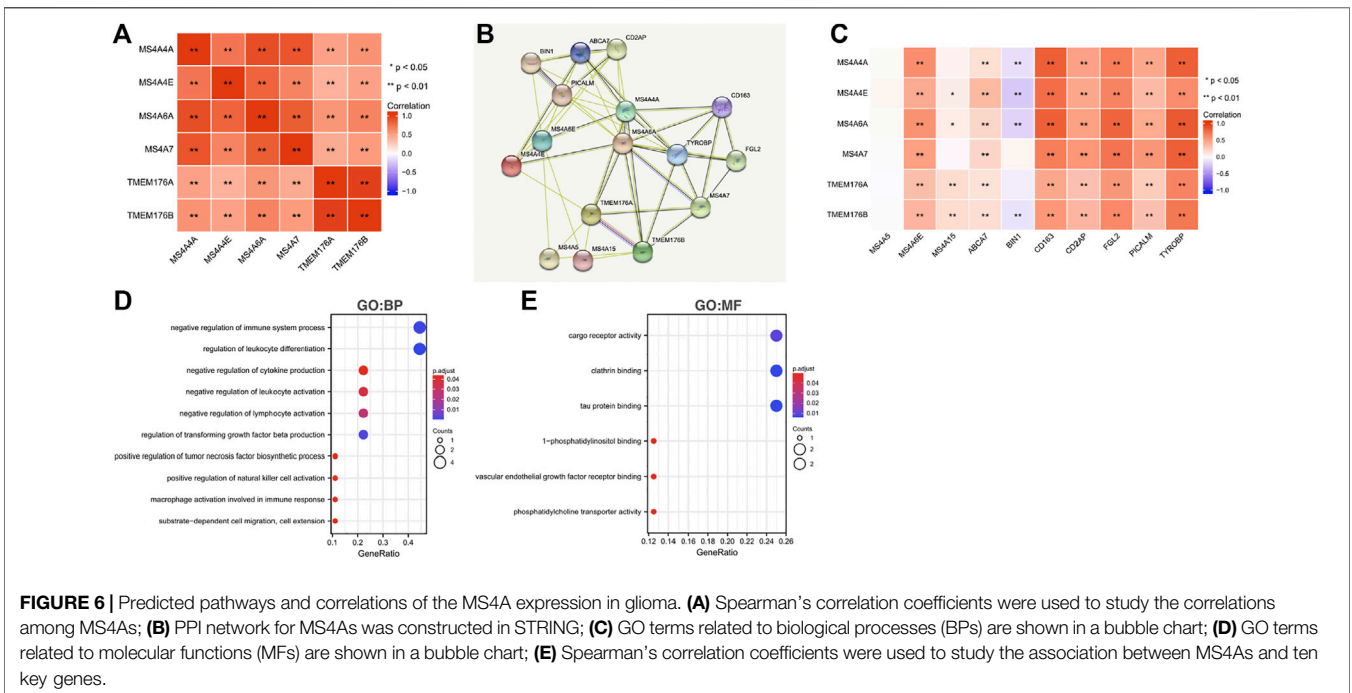 A
MS4A4A ** ** ** ** ** **
MS4A4E ** ** ** ** ** **
MS4A6A ** ** ** ** ** **
MS4A7 ** ** ** ** ** **
TMEM176A ** ** ** ** ** **
TMEM176B ** ** ** ** ** **
MS4A4A MS4A4E MS4A6A MS4A7 TMEM176A TMEM176B
* p < 0.05
** p < 0.01
Correlation
1.0
0.5
0.0
-0.5
-1.0
B
BIN1
ABCA7
CD2AP
PICALM
MS4A4A
CD163
MS4A6E
MS4A6A
TYROBP
FGL2
MS4A4E
TMEM176A
MS4A7
MS4A5
MS4A15
TMEM176B
C
MS4A4A ** ** ** ** ** ** ** **
MS4A4E ** * ** ** ** ** ** ** **
MS4A6A ** * ** ** ** ** ** ** **
MS4A7 ** ** ** ** ** ** **
TMEM176A ** ** ** ** ** ** ** **
TMEM176B ** ** ** ** ** ** ** ** **
MS4A5 MS4A6E MS4A15 ABCA7 BIN1 CD163 CD2AP FGL2 PICALM TYROBP
* p < 0.05
** p < 0.01
Correlation
1.0
0.5
0.0
-0.5
-1.0
D
GO:BP
negative regulation of immune system process
regulation of leukocyte differentiation
negative regulation of cytokine production
negative regulation of leukocyte activation
negative regulation of lymphocyte activation
regulation of transforming growth factor beta production
positive regulation of tumor necrosis factor biosynthetic process
positive regulation of natural killer cell activation
macrophage activation involved in immune response
substrate-dependent cell migration, cell extension
0.1 0.2 0.3 0.4
GeneRatio
p.adjust
0.04
0.03
0.02
0.01
Counts
1
2
4
E
GO:MF
cargo receptor activity
clathrin binding
tau protein binding
1-phosphatidylinositol binding
vascular endothelial growth factor receptor binding
phosphatidylcholine transporter activity
0.12 0.14 0.16 0.18 0.20 0.22 0.24 0.26
GeneRatio
p.adjust
0.04
0.03
0.02
0.01
Counts
1
2
2
FIGURE 6 | Predicted pathways and correlations of the MS4A expression in glioma. (A) Spearman's correlation coefficients were used to study the correlations
among MS4As; (B) PPI network for MS4As was constructed in STRING; (C) GO terms related to biological processes (BPs) are shown in a bubble chart; (D) GO terms
related to molecular functions (MFs) are shown in a bubble chart; (E) Spearman's correlation coefficients were used to study the association between MS4As and ten
key genes.